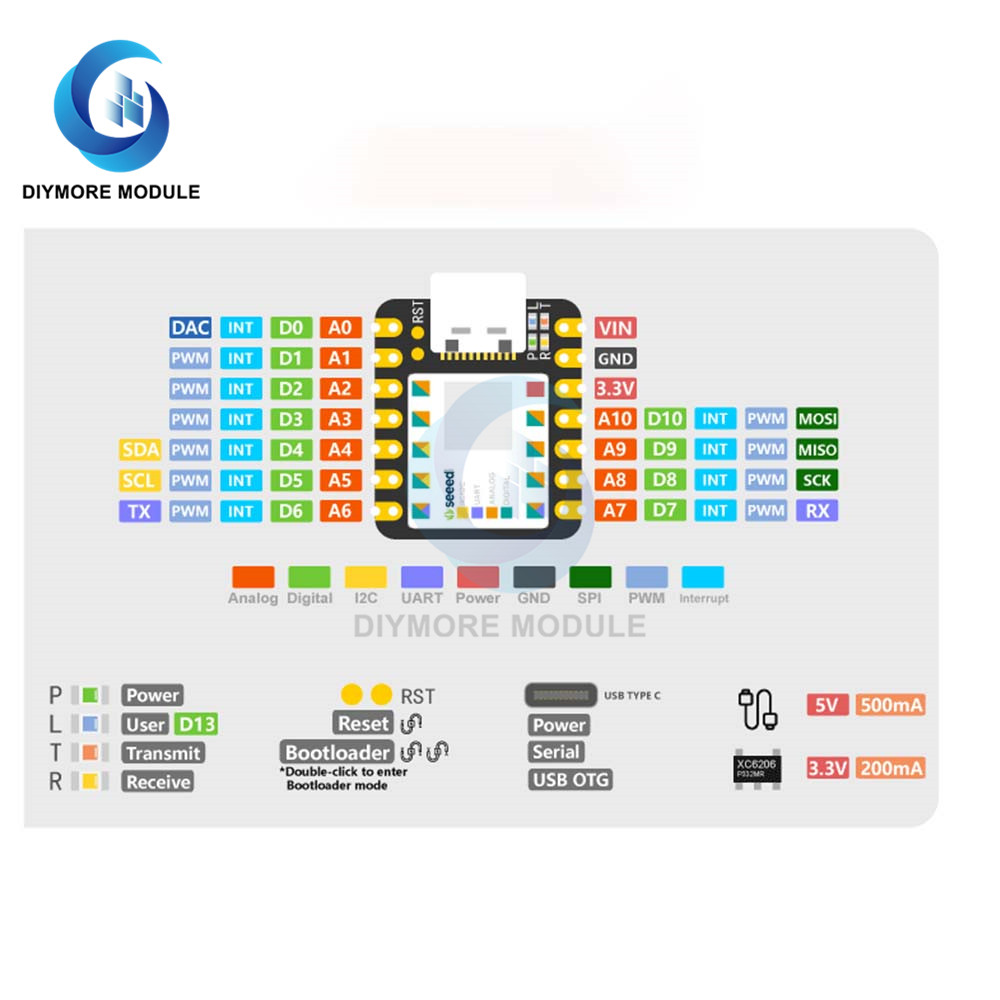 DIYMORE MODULE
RST
L
T
P
R
DAC INT D0 A0 VIN
PWM INT D1 A1 GND
PWM INT D2 A2 3.3V
PWM INT D3 A3 A10 D10 INT PWM MOSI
SDA PWM INT D4 A4 A9 D9 INT PWM MISO
SCL PWM INT D5 A5 A8 D8 INT PWM SCK
TX PWM INT D6 A6 A7 D7 INT PWM RX
seeed
UART
ANALOG
DIGITAL
Analog Digital I2C UART Power GND SPI PWM Interrupt
DIYMORE MODULE
P Power
L User D13
T Transmit
R Receive
RST
Reset
Bootloader
*Double-click to enter
Bootloader mode
USB TYPE C
Power
Serial
USB OTG
5V 500mA
XC6206
P332MR
3.3V 200mA